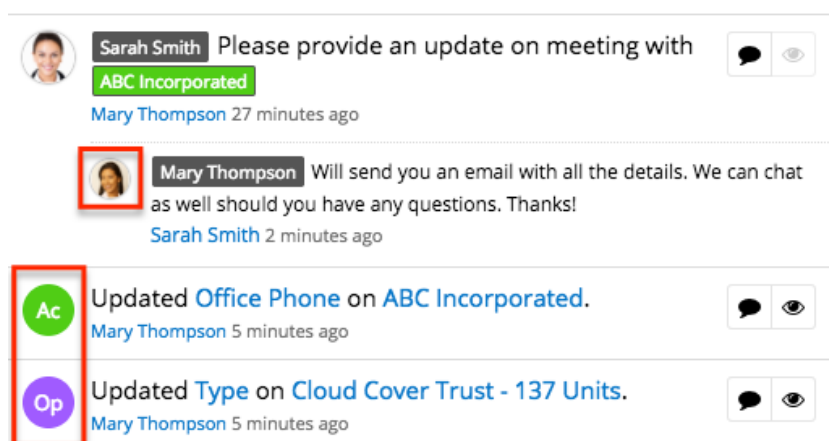 Sarah Smith Please provide an update on meeting with
ABC Incorporated
Mary Thompson 27 minutes ago
Mary Thompson Will send you an email with all the details. We can chat
as well should you have any questions. Thanks!
Sarah Smith 2 minutes ago
Ac Updated Office Phone on ABC Incorporated.
Mary Thompson 5 minutes ago
Op Updated Type on Cloud Cover Trust - 137 Units.
Mary Thompson 5 minutes ago